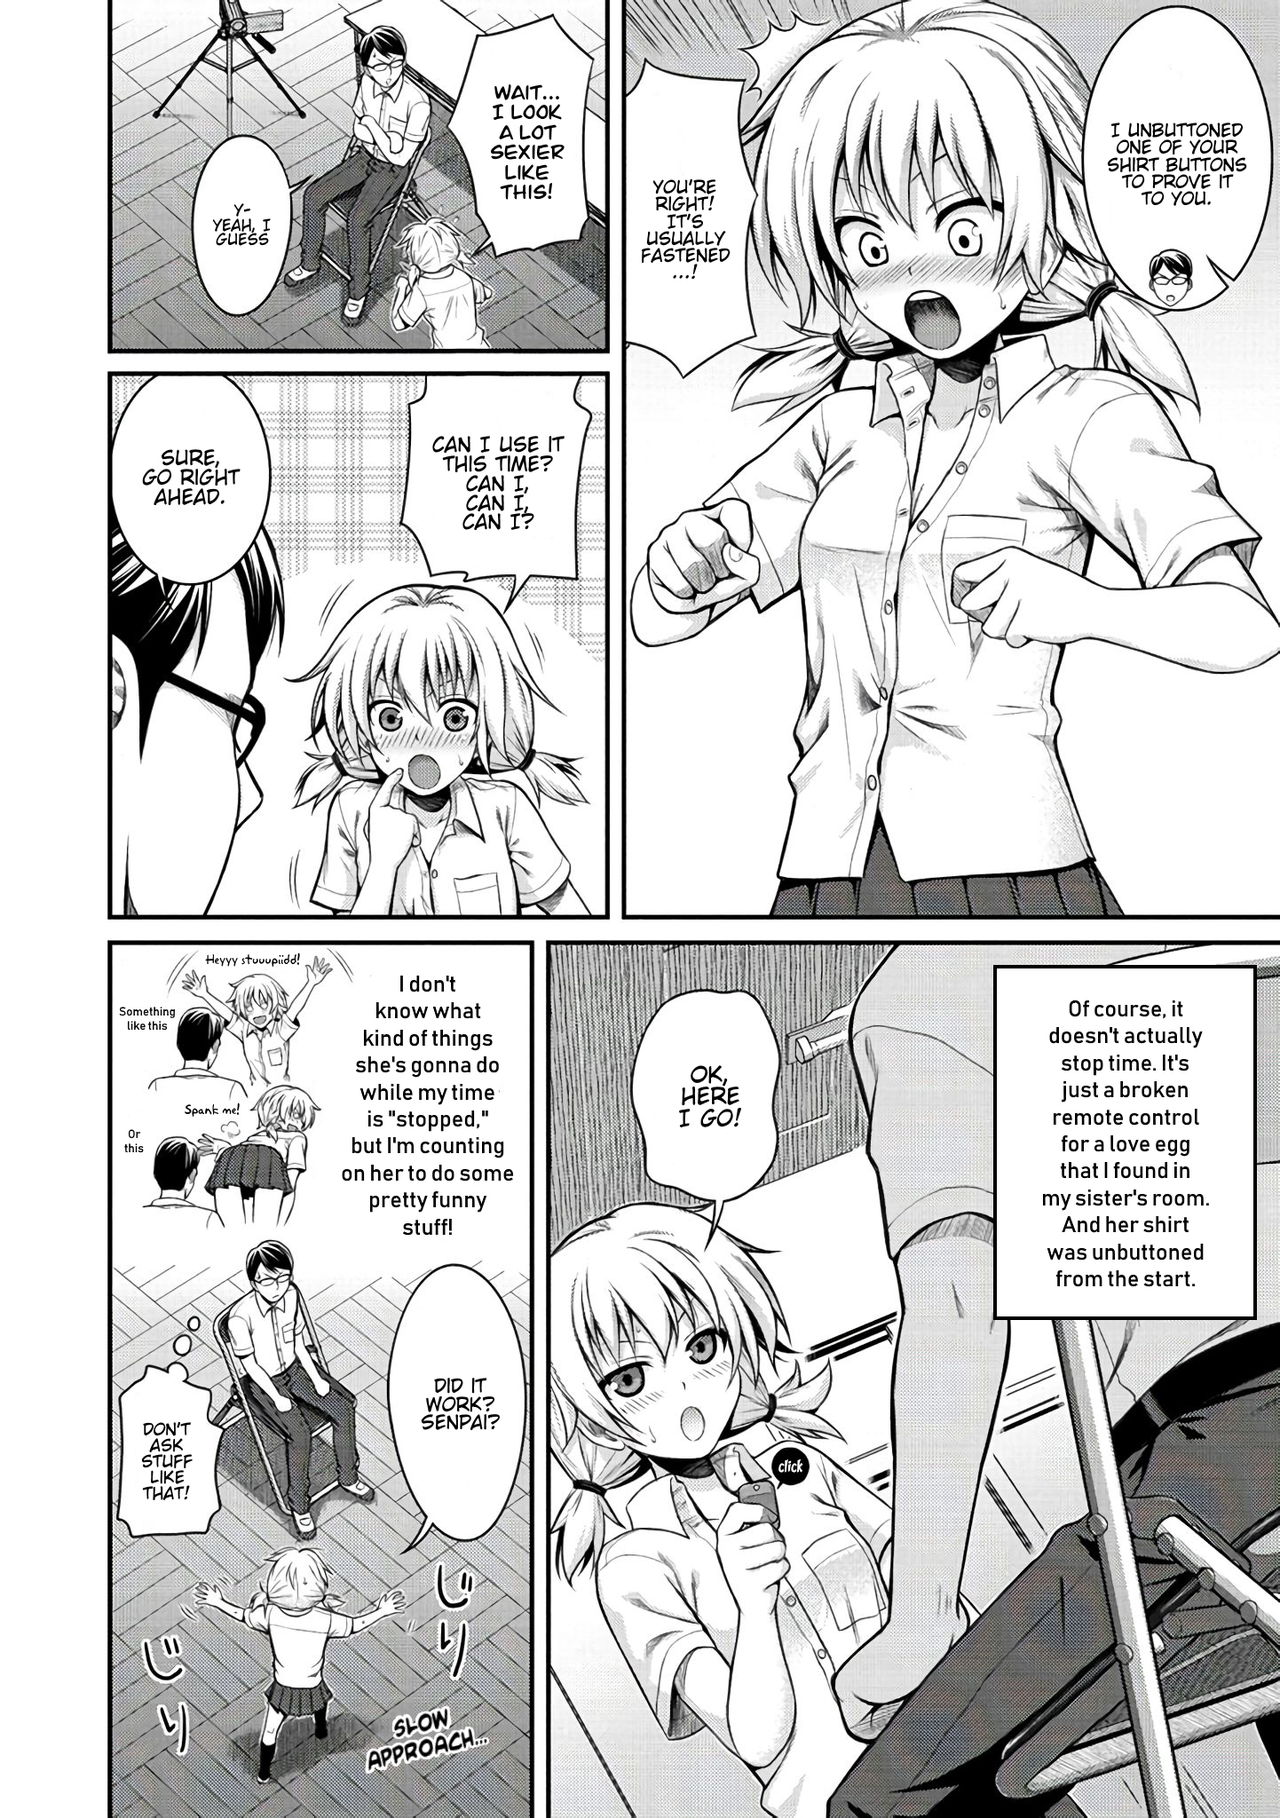 I UNBUTTONED
ONE OF YOUR
SHIRT BUTTONS
TO PROVE IT
TO YOU.
YOU'RE
RIGHT!
IT'S
USUALLY
FASTENED
...!
WAIT...
I LOOK
A LOT
SEXIER
LIKE
THIS!
Y-
YEAH, I
GUESS
CAN I USE IT
THIS TIME?
CAN I,
CAN I,
CAN I?
SURE,
GO RIGHT
AHEAD.
Of course, it
doesn't actually
stop time. It's
just a broken
remote control
for a love egg
that I found in
my sister's room.
And her shirt
was unbuttoned
from the start.
OK,
HERE
I GO!
click
I don't
know what
kind of things
she's gonna do
while my time
is "stopped,"
but I'm counting
on her to do some
pretty funny
stuff!
Heyyy stuuupiidd!
Something
like this
Spank me!
Or
this
DID IT
WORK?
SENPAI?
DON'T
ASK
STUFF
LIKE
THAT!
じり
じり
SLOW
APPROACH...